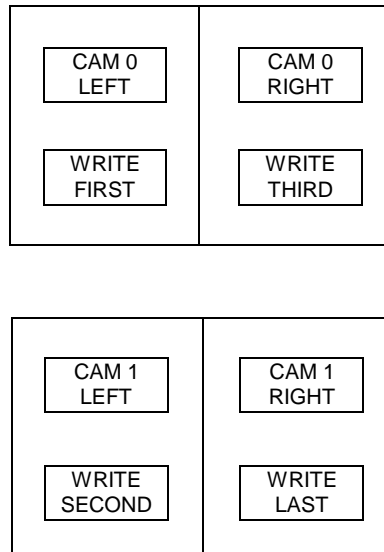 CAM 0
LEFT
CAM 0
RIGHT
WRITE
FIRST
WRITE
THIRD
CAM 1
LEFT
CAM 1
RIGHT
WRITE
SECOND
WRITE
LAST